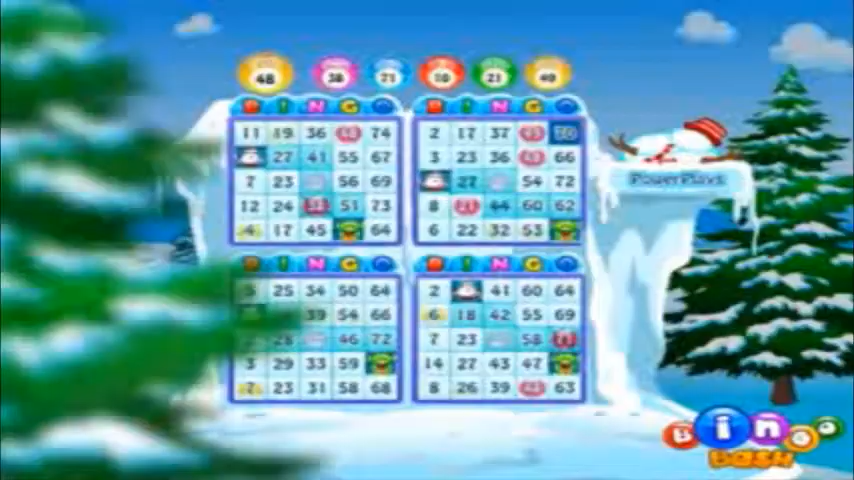 48 38 71 10 21 49
B I N G O B I N G O
11 19 36 74 2 17 37
27 41 55 67 3 23 36 66
7 23 56 69 27 54 72
12 24 51 73 8 21 44 60 62
4 17 45 64 6 22 32 53
PowerPlays
B I N G O B I N G O
25 34 50 64 2 41 60 64
39 54 66 6 18 42 55 69
28 46 72 7 23 58
3 29 33 59 14 27 43 47
7 23 31 58 68 8 26 39 63
Bingo
BASH